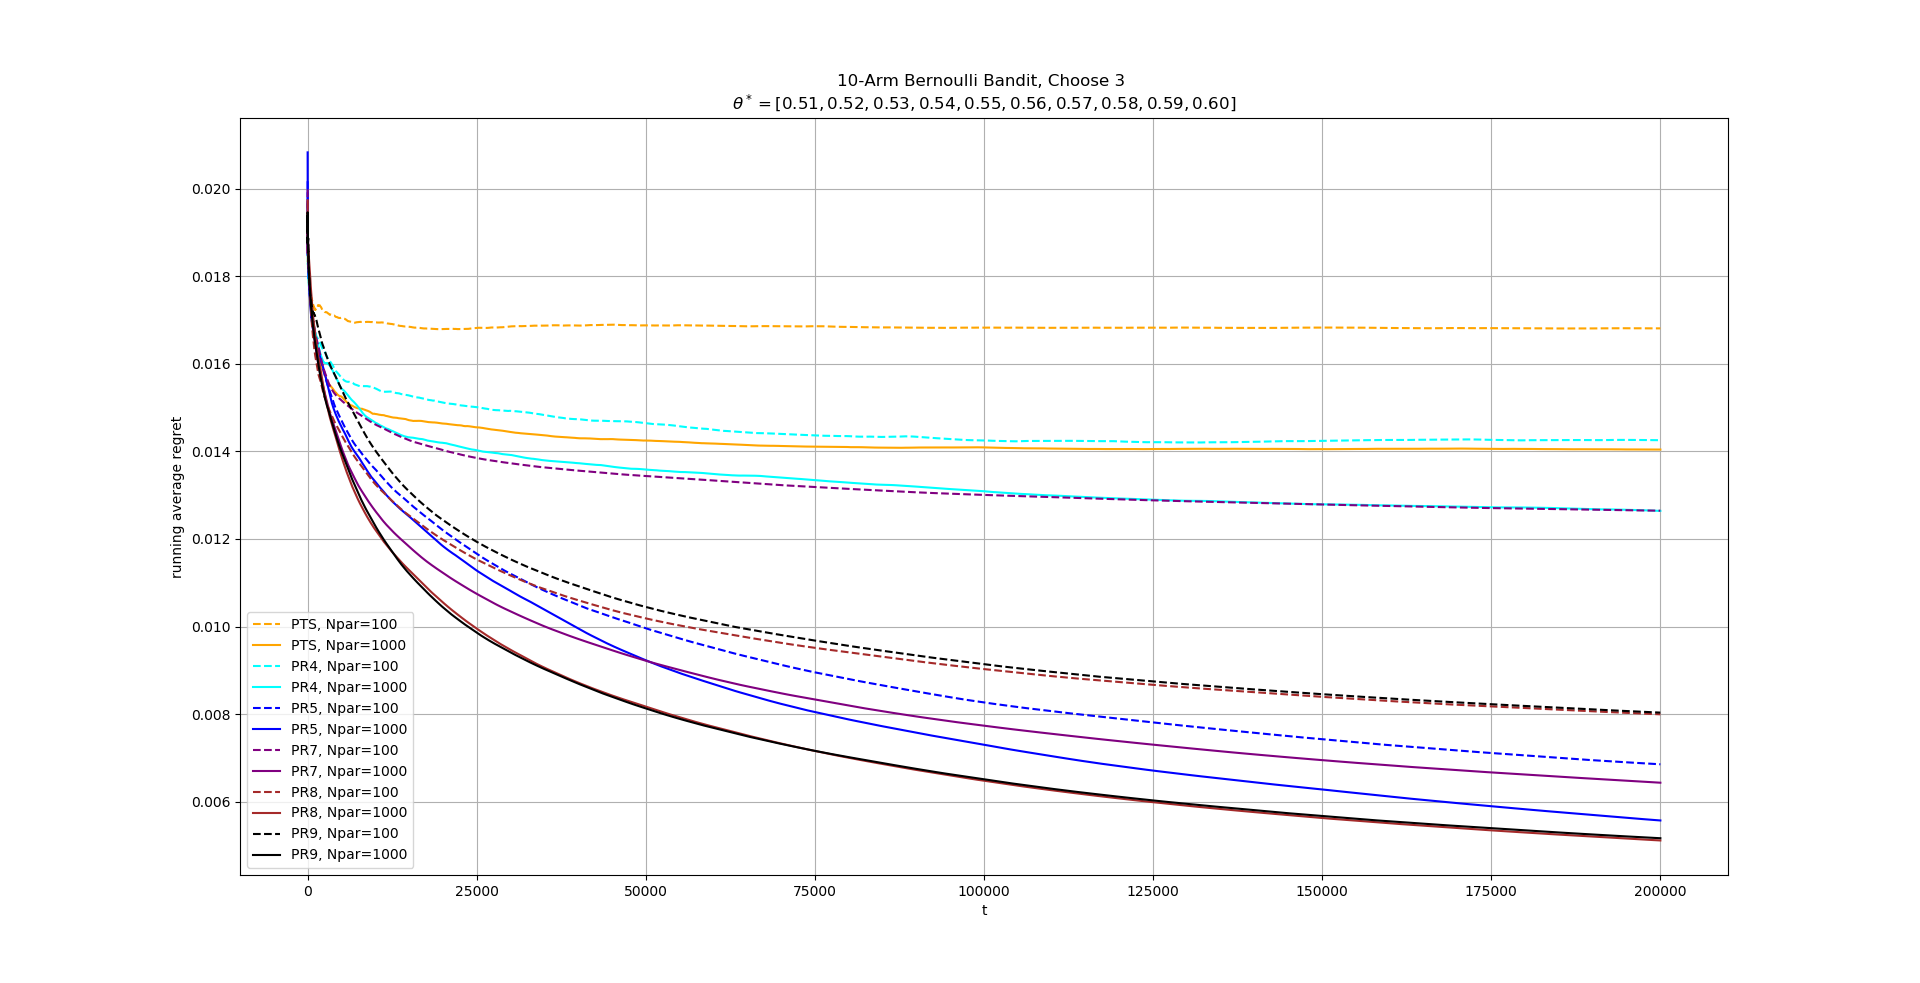 10-Arm Bernoulli Bandit, Choose 3
θ* = [0.51, 0.52, 0.53, 0.54, 0.55, 0.56, 0.57, 0.58, 0.59, 0.60]
running average regret
0.020
0.018
0.016
0.014
0.012
0.010
0.008
0.006
PTS, Npar=100
PTS, Npar=1000
PR4, Npar=100
PR4, Npar=1000
PR5, Npar=100
PR5, Npar=1000
PR7, Npar=100
PR7, Npar=1000
PR8, Npar=100
PR8, Npar=1000
PR9, Npar=100
PR9, Npar=1000
0 25000 50000 75000 100000 125000 150000 175000 200000
t